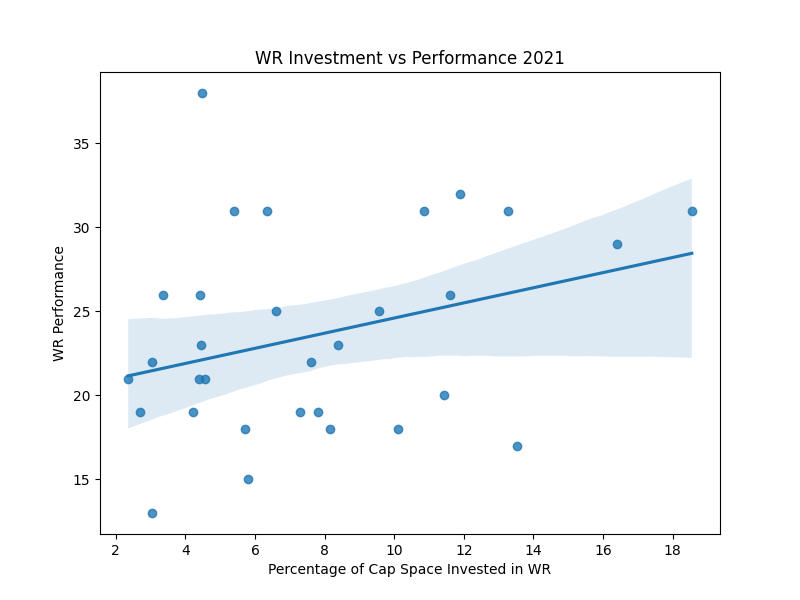 WR Investment vs Performance 2021
35
30
25
20
15
WR Performance
2 4 6 8 10 12 14 16 18
Percentage of Cap Space Invested in WR